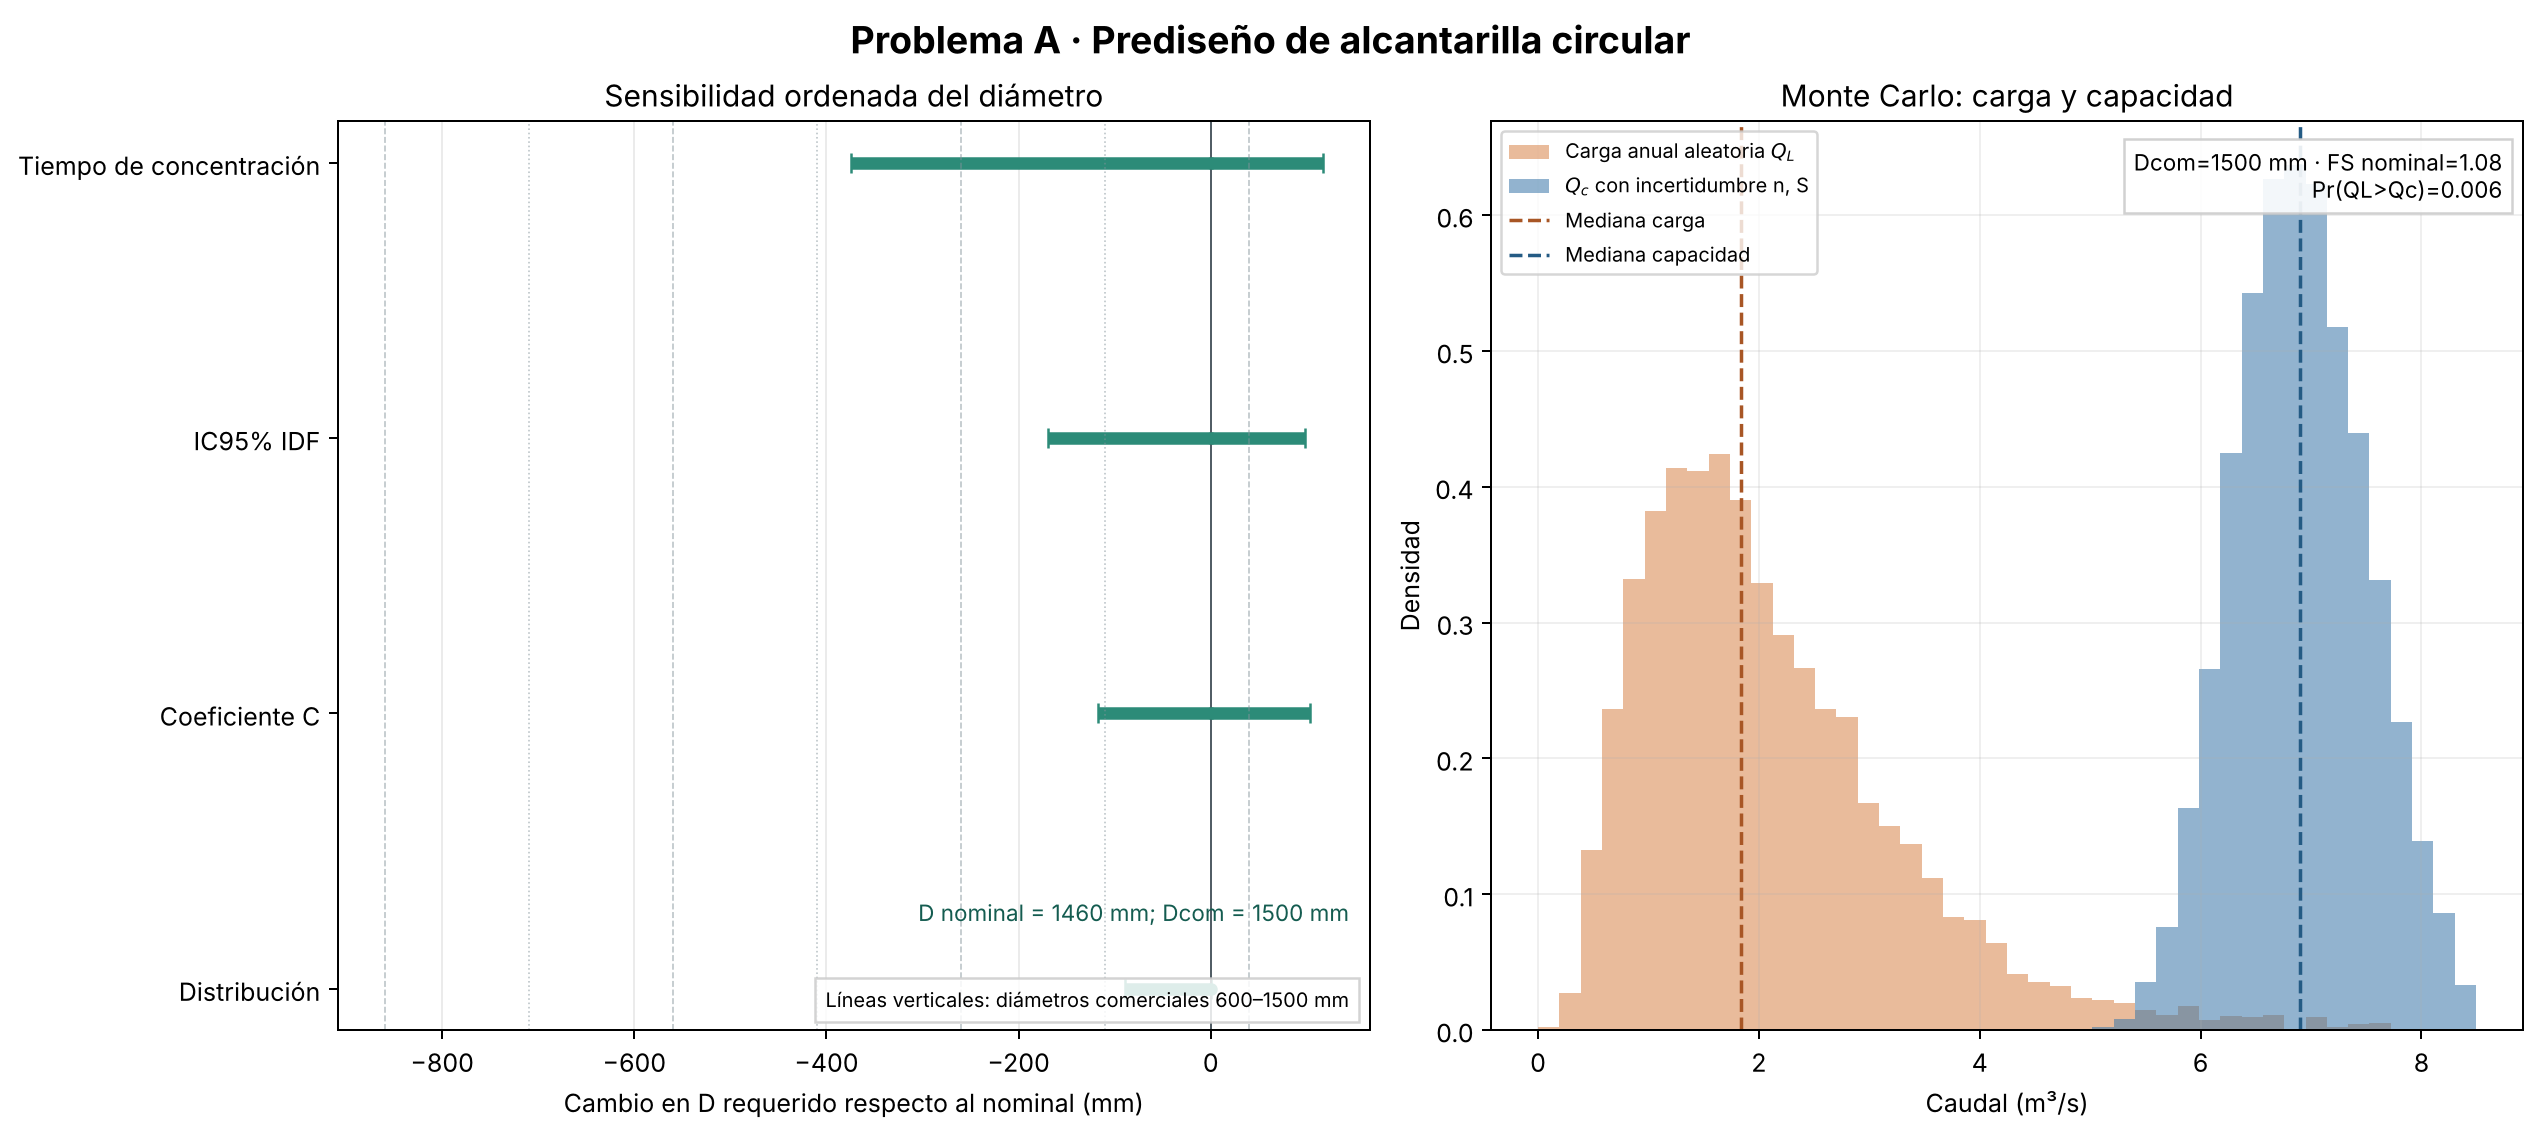 Problema A · Prediseño de alcantarilla circular
Sensibilidad ordenada del diámetro
Tiempo de concentración
IC95% IDF
Coeficiente C
Distribución
D nominal = 1460 mm; Dcom = 1500 mm
Líneas verticales: diámetros comerciales 600–1500 mm
−800
−600
−400
−200
0
Cambio en D requerido respecto al nominal (mm)
Monte Carlo: carga y capacidad
Carga anual aleatoria Q_L
Q_c con incertidumbre n, S
Mediana carga
Mediana capacidad
Dcom=1500 mm · FS nominal=1.08
Pr(QL>Qc)=0.006
Densidad
0.6
0.5
0.4
0.3
0.2
0.1
0.0
0
2
4
6
8
Caudal (m³/s)